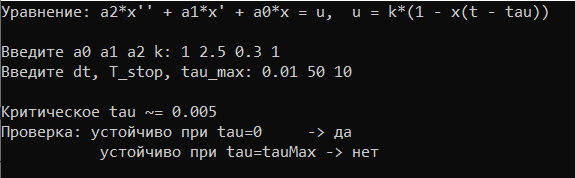 Уравнение: a2*x'' + a1*x' + a0*x = u,  u = k*(1 - x(t - tau))
Введите a0 a1 a2 k: 1 2.5 0.3 1
Введите dt, T_stop, tau_max: 0.01 50 10
Критическое tau ~= 0.005
Проверка: устойчиво при tau=0     -> да
          устойчиво при tau=tauMax -> нет